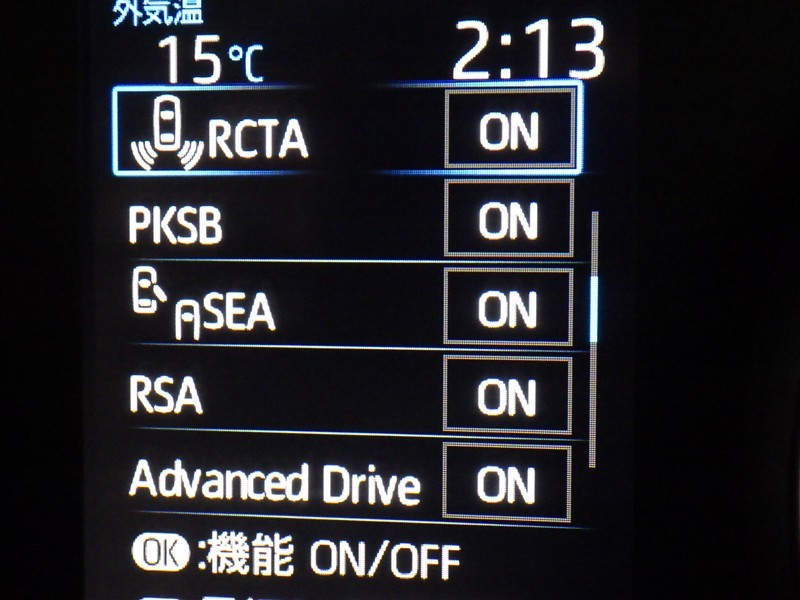 外気温
15℃ 2:13
RCTA ON
PKSB ON
SEA ON
RSA ON
Advanced Drive ON
OK :機能 ON/OFF